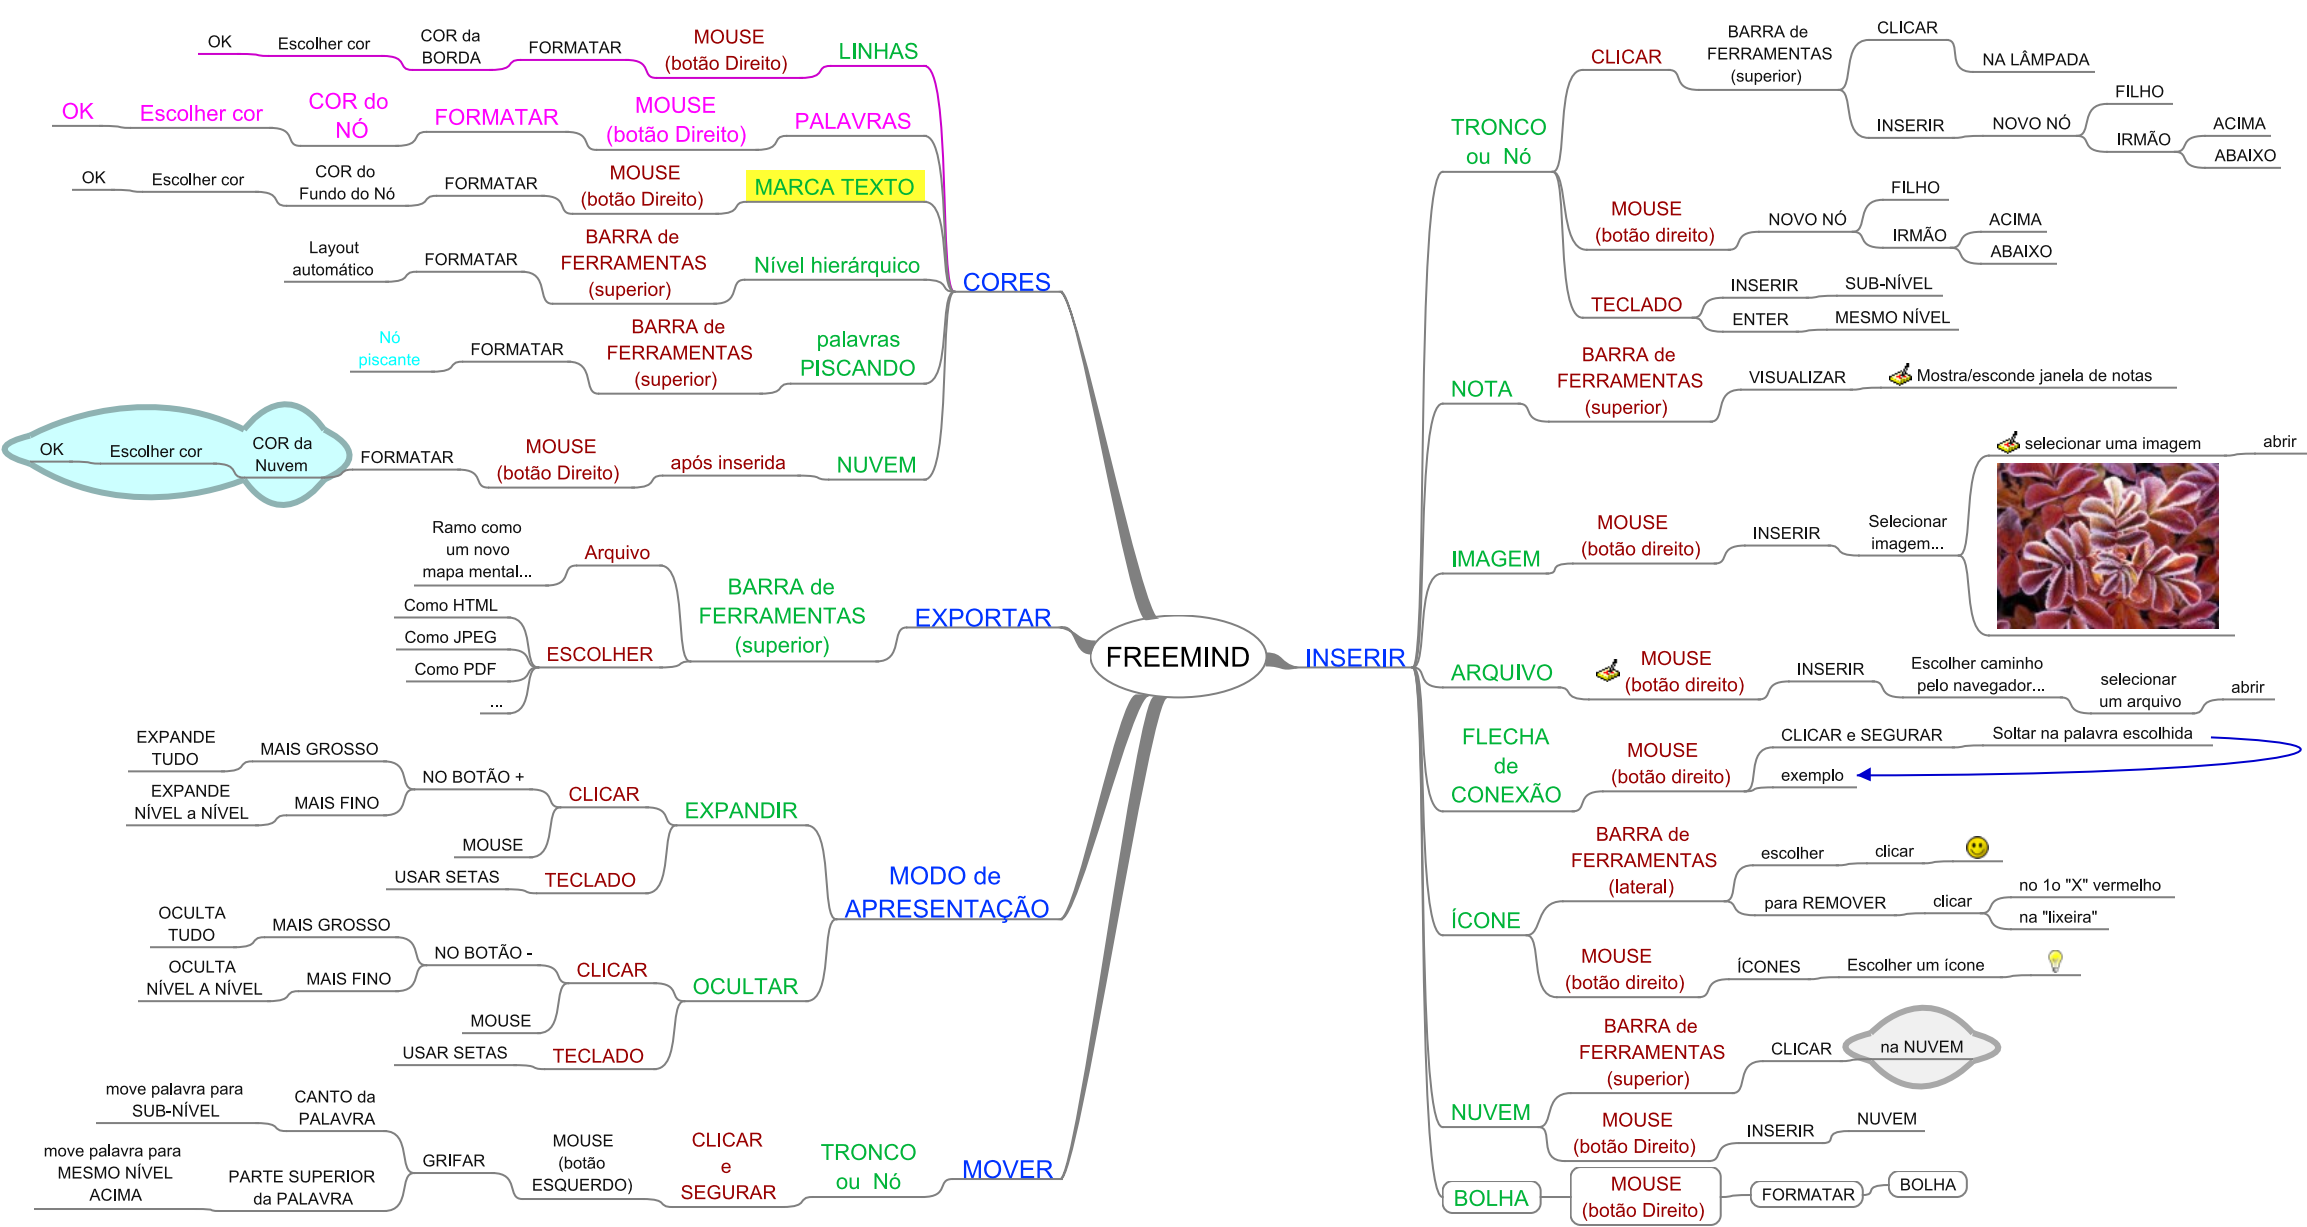 FREEMIND
CORES
LINHAS
MOUSE
(botão Direito)
FORMATAR
COR da
BORDA
Escolher cor
OK
PALAVRAS
MOUSE
(botão Direito)
FORMATAR
COR do
NÓ
Escolher cor
OK
MARCA TEXTO
MOUSE
(botão Direito)
FORMATAR
COR do
Fundo do Nó
Escolher cor
OK
Nível hierárquico
BARRA de
FERRAMENTAS
(superior)
FORMATAR
Layout
automático
palavras
PISCANDO
BARRA de
FERRAMENTAS
(superior)
FORMATAR
Nó
piscante
NUVEM
após inserida
MOUSE
(botão Direito)
FORMATAR
COR da
Nuvem
Escolher cor
OK
EXPORTAR
BARRA de
FERRAMENTAS
(superior)
Arquivo
Ramo como
um novo
mapa mental...
ESCOLHER
Como HTML
Como JPEG
Como PDF
...
MODO de
APRESENTAÇÃO
EXPANDIR
CLICAR
NO BOTÃO +
MAIS GROSSO
EXPANDE
TUDO
MAIS FINO
EXPANDE
NÍVEL a NÍVEL
MOUSE
TECLADO
USAR SETAS
OCULTAR
CLICAR
NO BOTÃO -
MAIS GROSSO
OCULTA
TUDO
MAIS FINO
OCULTA
NÍVEL A NÍVEL
MOUSE
TECLADO
USAR SETAS
MOVER
TRONCO
ou Nó
CLICAR
e
SEGURAR
MOUSE
(botão
ESQUERDO)
GRIFAR
CANTO da
PALAVRA
move palavra para
SUB-NÍVEL
PARTE SUPERIOR
da PALAVRA
move palavra para
MESMO NÍVEL
ACIMA
INSERIR
TRONCO
ou Nó
CLICAR
BARRA de
FERRAMENTAS
(superior)
CLICAR
NA LÂMPADA
INSERIR
NOVO NÓ
FILHO
IRMÃO
ACIMA
ABAIXO
MOUSE
(botão direito)
NOVO NÓ
FILHO
IRMÃO
ACIMA
ABAIXO
TECLADO
INSERIR
SUB-NÍVEL
ENTER
MESMO NÍVEL
NOTA
BARRA de
FERRAMENTAS
(superior)
VISUALIZAR
Mostra/esconde janela de notas
IMAGEM
MOUSE
(botão direito)
INSERIR
Selecionar
imagem...
selecionar uma imagem
abrir
ARQUIVO
MOUSE
(botão direito)
INSERIR
Escolher caminho
pelo navegador...
selecionar
um arquivo
abrir
FLECHA
de
CONEXÃO
MOUSE
(botão direito)
CLICAR e SEGURAR
Soltar na palavra escolhida
exemplo
ÍCONE
BARRA de
FERRAMENTAS
(lateral)
escolher
clicar
para REMOVER
clicar
no 1o "X" vermelho
na "lixeira"
MOUSE
(botão direito)
ÍCONES
Escolher um ícone
NUVEM
BARRA de
FERRAMENTAS
(superior)
CLICAR
na NUVEM
MOUSE
(botão Direito)
INSERIR
NUVEM
BOLHA
MOUSE
(botão Direito)
FORMATAR
BOLHA